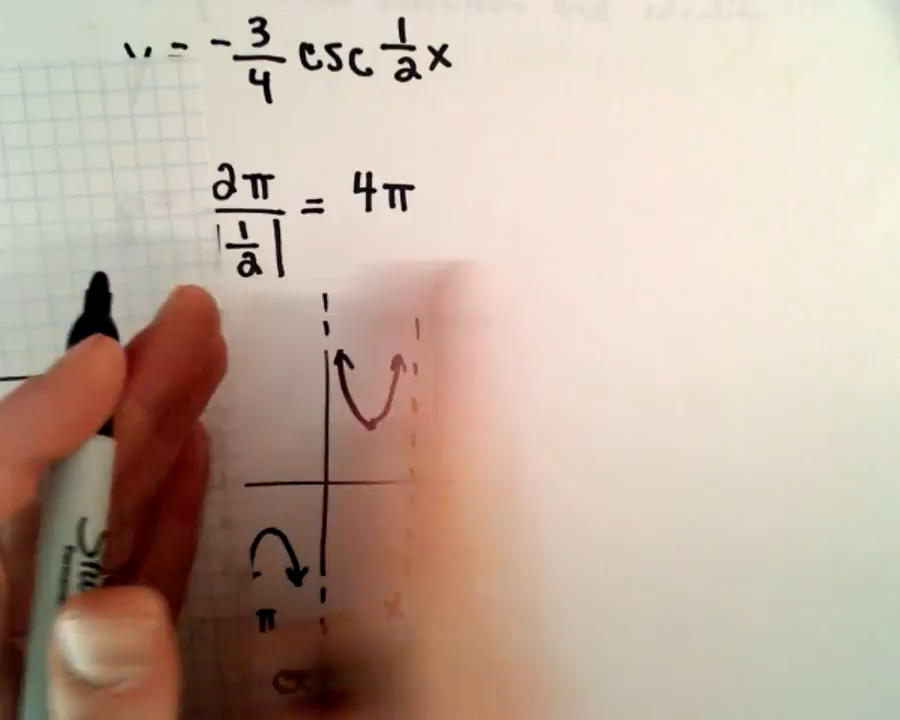 = -3/4 csc 1/2 x
2π/|1/2| = 4π
π